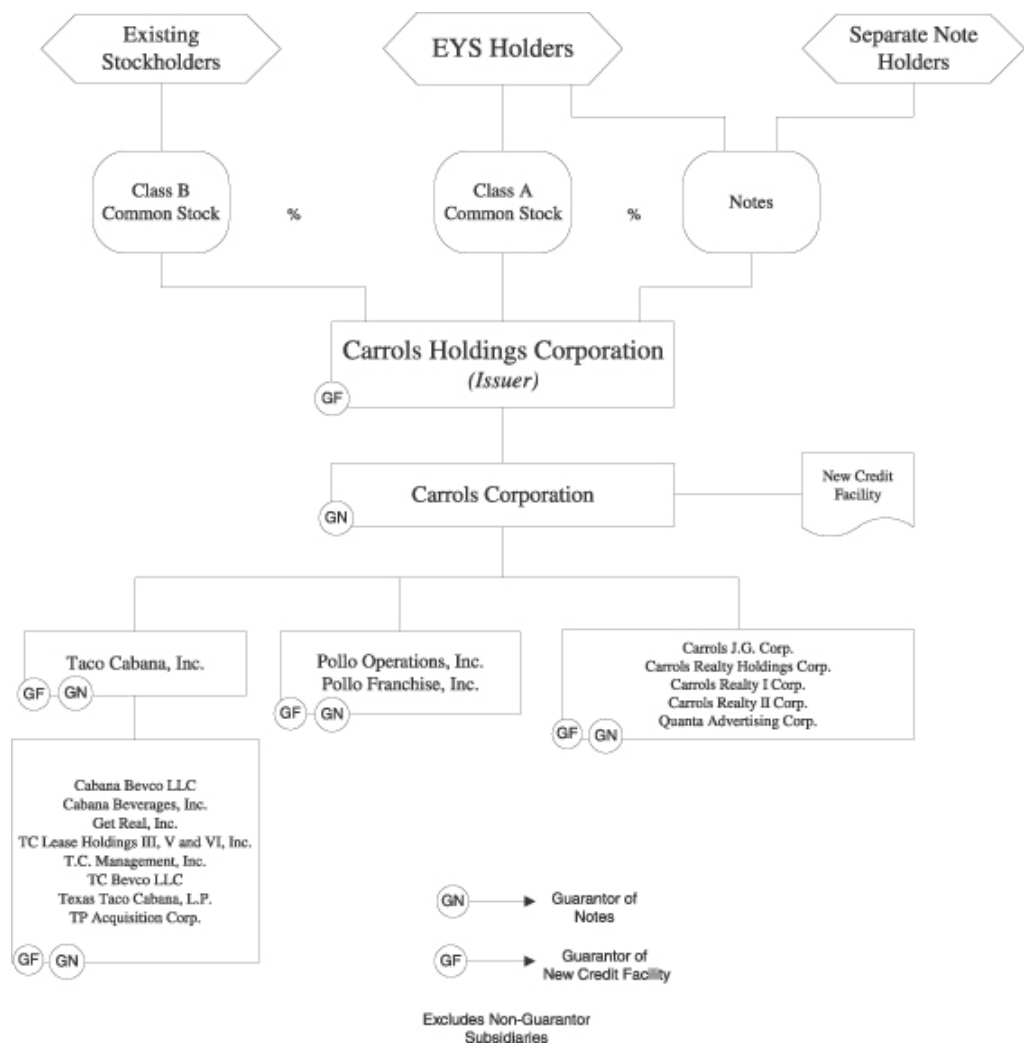 Existing
Stockholders
EYS Holders
Separate Note
Holders
Class B
Common Stock
%
Class A
Common Stock
%
Notes
Carrols Holdings Corporation
(Issuer)
GF
Carrols Corporation
GN
New Credit
Facility
Taco Cabana, Inc.
GF
GN
Pollo Operations, Inc.
Pollo Franchise, Inc.
GF
GN
Carrols J.G. Corp.
Carrols Realty Holdings Corp.
Carrols Realty I Corp.
Carrols Realty II Corp.
Quanta Advertising Corp.
GF
GN
Cabana Bevco LLC
Cabana Beverages, Inc.
Get Real, Inc.
TC Lease Holdings III, V and VI, Inc.
T.C. Management, Inc.
TC Bevco LLC
Texas Taco Cabana, L.P.
TP Acquisition Corp.
GF
GN
GN
Guarantor of
Notes
GF
Guarantor of
New Credit Facility
Excludes Non-Guarantor
Subsidiaries